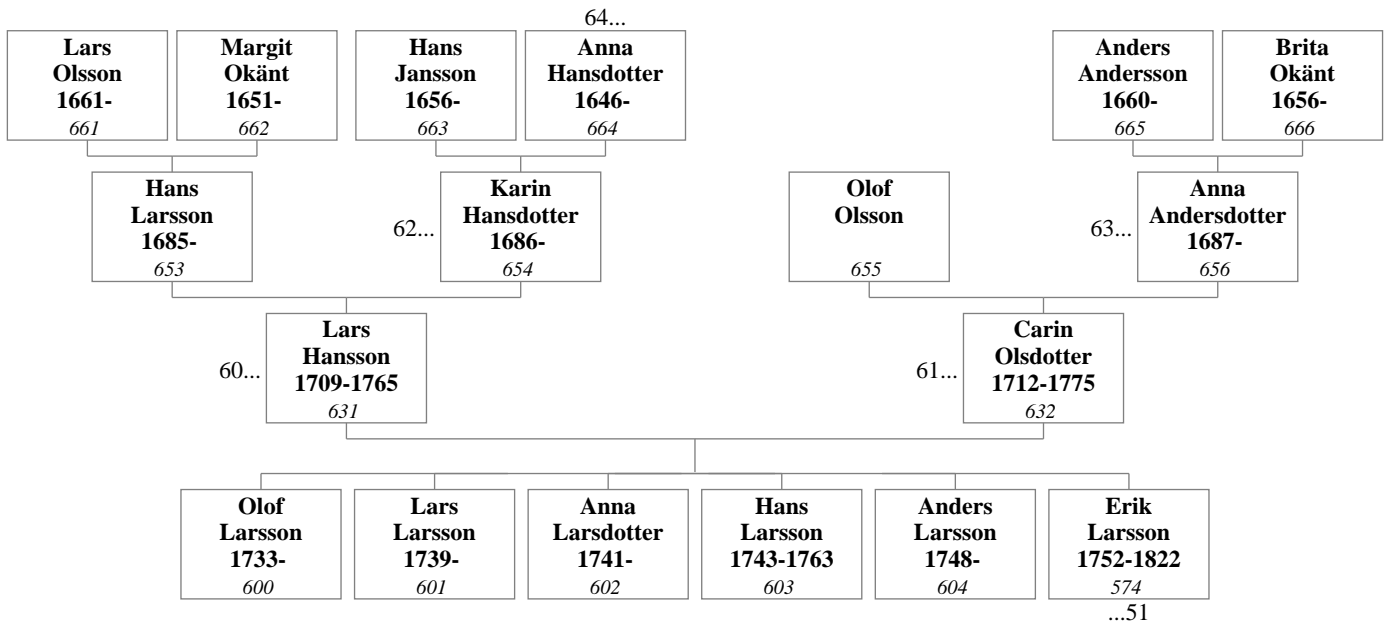 64...
Lars
Olsson
1661-
661
Margit
Okänt
1651-
662
Hans
Jansson
1656-
663
Anna
Hansdotter
1646-
664
Anders
Andersson
1660-
665
Brita
Okänt
1656-
666
Hans
Larsson
1685-
653
62...
Karin
Hansdotter
1686-
654
Olof
Olsson
655
63...
Anna
Andersdotter
1687-
656
60...
Lars
Hansson
1709-1765
631
61...
Carin
Olsdotter
1712-1775
632
Olof
Larsson
1733-
600
Lars
Larsson
1739-
601
Anna
Larsdotter
1741-
602
Hans
Larsson
1743-1763
603
Anders
Larsson
1748-
604
Erik
Larsson
1752-1822
574
...51